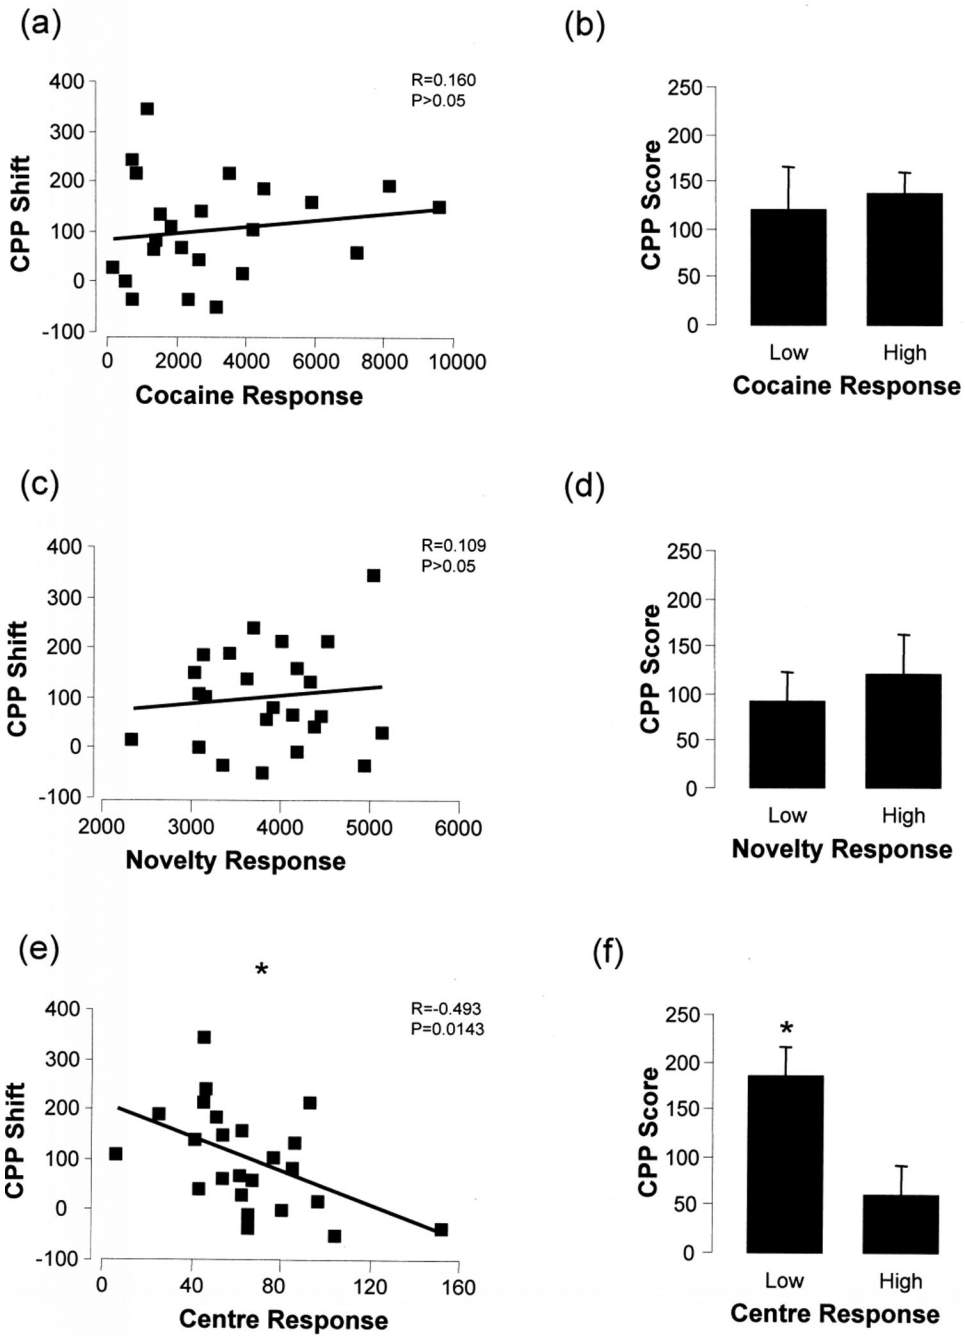 (a)
R=0.160
P>0.05
400
300
200
100
0
-100
CPP Shift
0 2000 4000 6000 8000 10000
Cocaine Response
(b)
250
200
150
100
50
0
CPP Score
Low High
Cocaine Response
(c)
R=0.109
P>0.05
400
300
200
100
0
-100
CPP Shift
2000 3000 4000 5000 6000
Novelty Response
(d)
250
200
150
100
50
0
CPP Score
Low High
Novelty Response
(e)
*
R=-0.493
P=0.0143
400
300
200
100
0
-100
CPP Shift
0 40 80 120 160
Centre Response
(f)
250
200
150
100
50
0
CPP Score
*
Low High
Centre Response